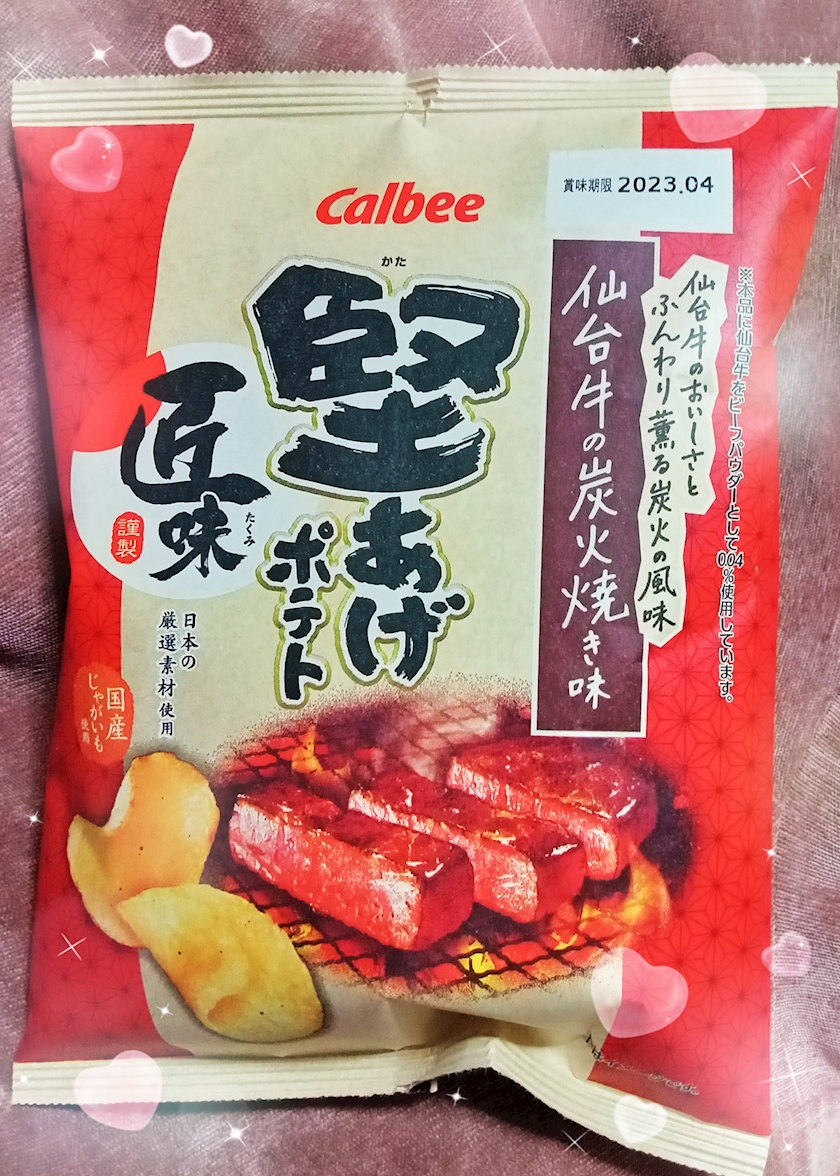 Calbee
賞味期限 2023.04
かた
堅あげ
ポテト
匠味
たくみ
謹製
日本の
厳選素材使用
国産
じゃがいも
使用
仙台牛の炭火焼き味
仙台牛のおいしさと
ふんわり薫る炭火の風味
※本品に仙台牛をビーフパウダーとして0.04%使用しています。